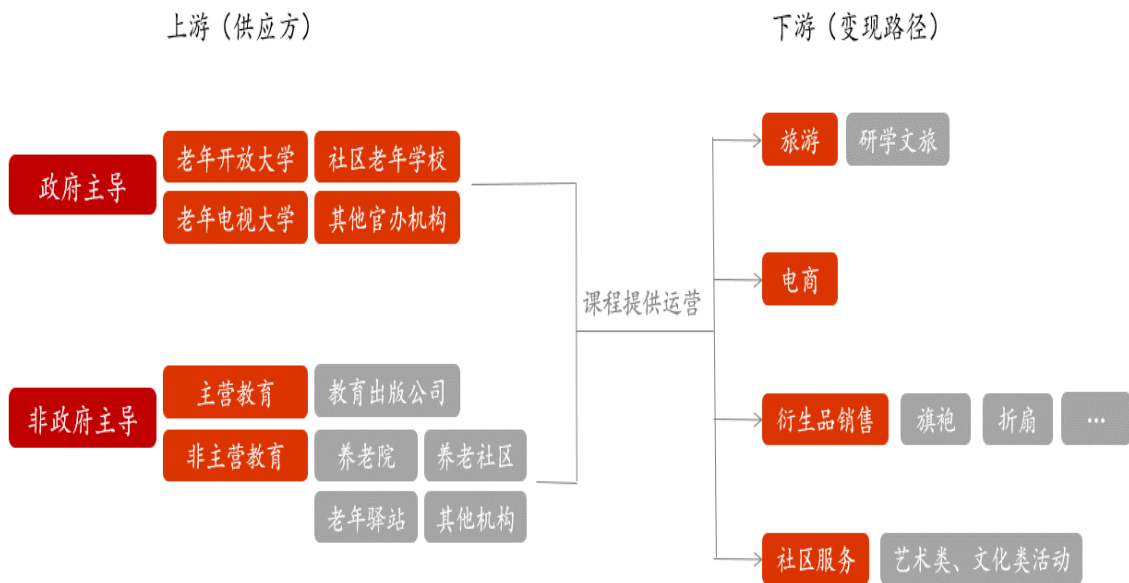 上游（供应方）
下游（变现路径）
政府主导
老年开放大学
社区老年学校
老年电视大学
其他官办机构
非政府主导
主营教育
教育出版公司
非主营教育
养老院
养老社区
老年驿站
其他机构
课程提供运营
旅游
研学文旅
电商
衍生品销售
旗袍
折扇
…
社区服务
艺术类、文化类活动